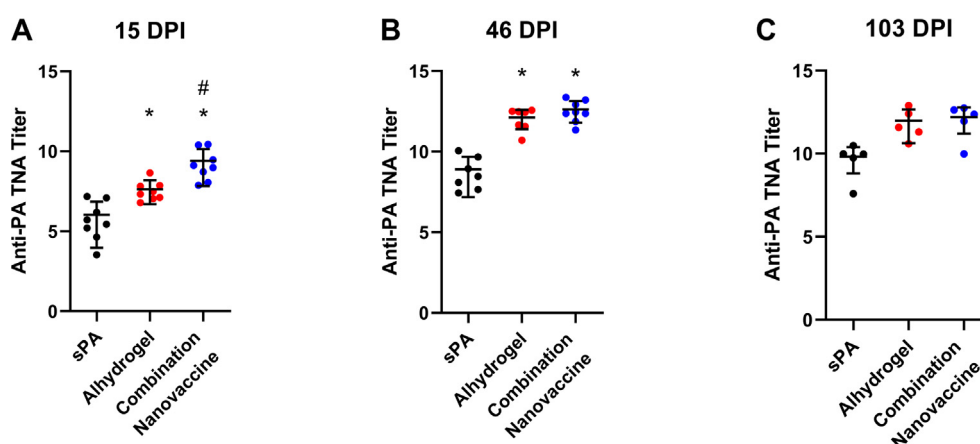 A
15 DPI
Anti-PA TNA Titer
15
10
5
0
#
*
*
sPA
Alhydrogel
Combination
Nanovaccine
B
46 DPI
Anti-PA TNA Titer
15
10
5
0
*
*
sPA
Alhydrogel
Combination
Nanovaccine
C
103 DPI
Anti-PA TNA Titer
15
10
5
0
sPA
Alhydrogel
Combination
Nanovaccine